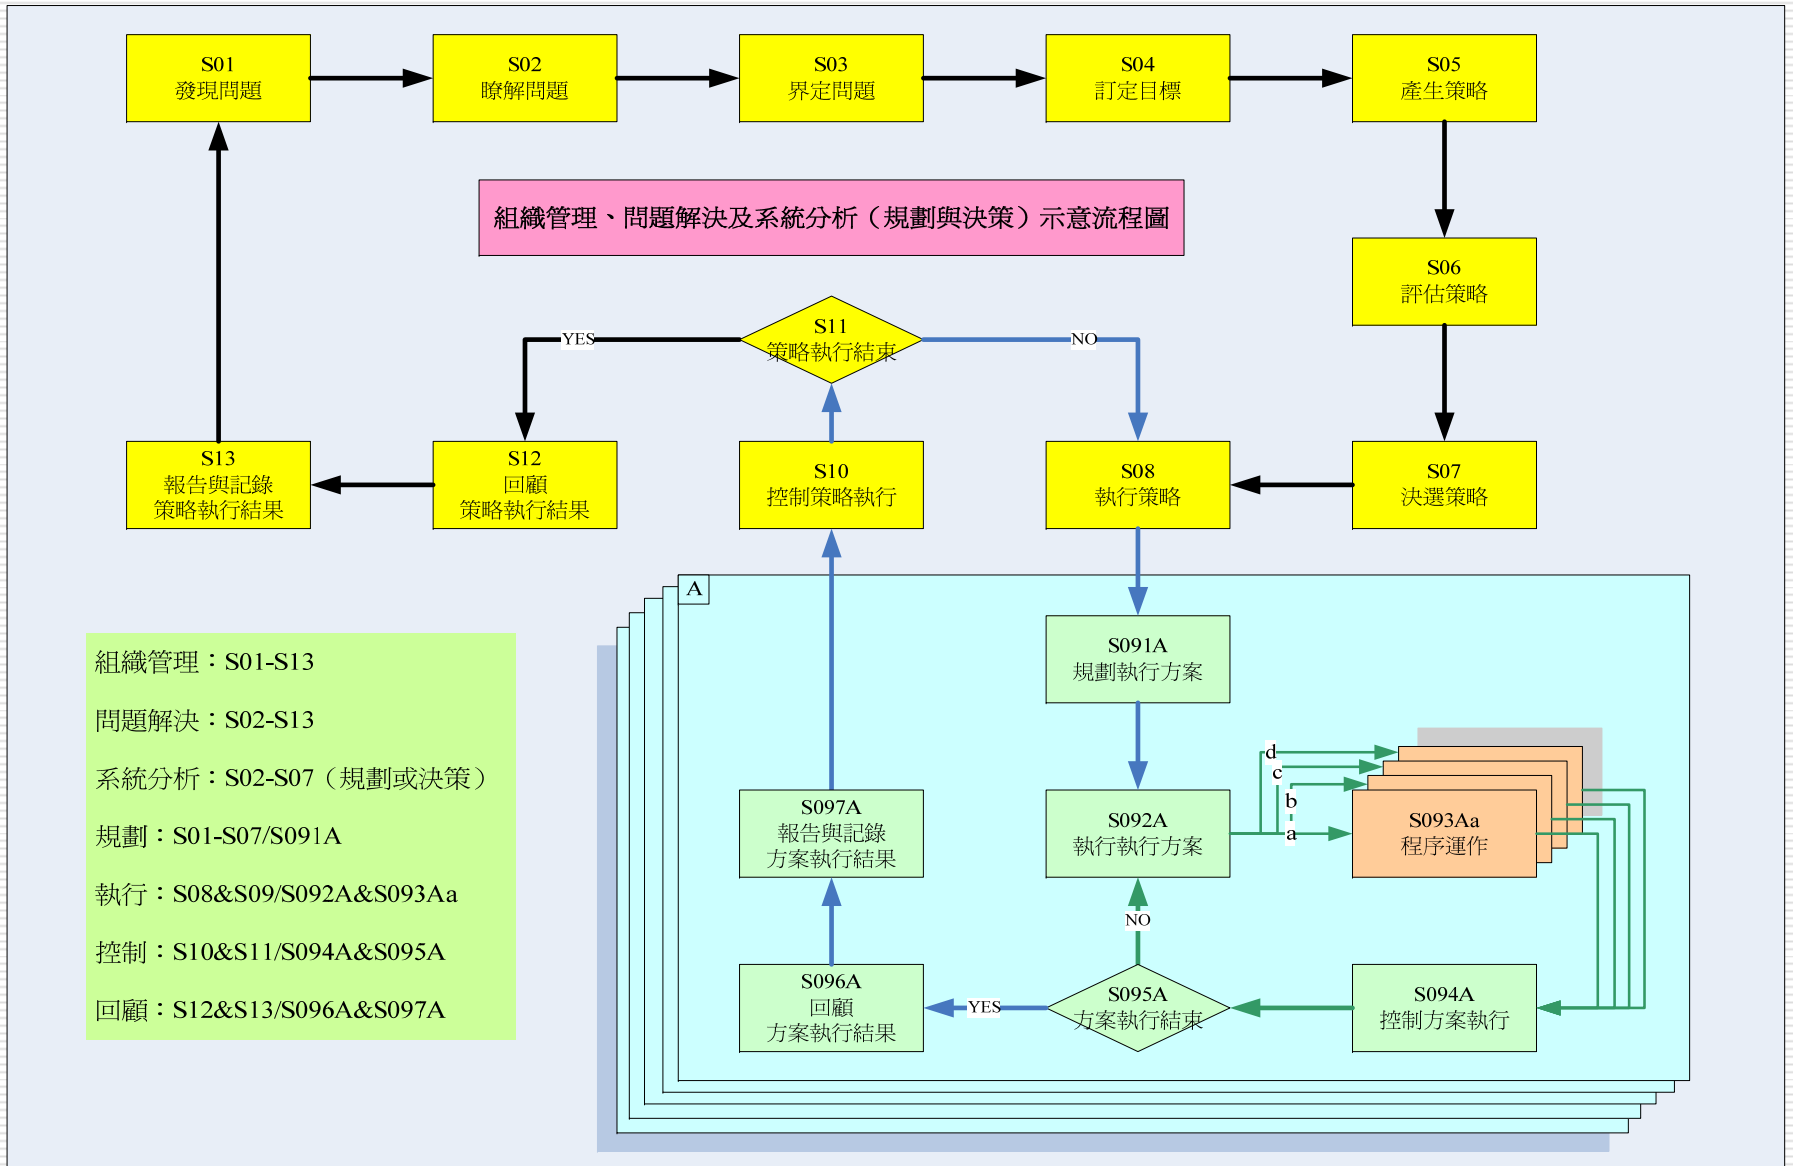 S01
發現問題
S02
瞭解問題
S03
界定問題
S04
訂定目標
S05
產生策略
組織管理、問題解決及系統分析（規劃與決策）示意流程圖
S06
評估策略
S11
策略執行結束
YES
NO
S13
報告與記錄
策略執行結果
S12
回顧
策略執行結果
S10
控制策略執行
S08
執行策略
S07
決選策略
A
S091A
規劃執行方案
組織管理：S01-S13
問題解決：S02-S13
系統分析：S02-S07（規劃或決策）
規劃：S01-S07/S091A
執行：S08&S09/S092A&S093Aa
控制：S10&S11/S094A&S095A
回顧：S12&S13/S096A&S097A
S097A
報告與記錄
方案執行結果
S092A
執行執行方案
d
c
b
a
S093Aa
程序運作
NO
S096A
回顧
方案執行結果
YES
S095A
方案執行結束
S094A
控制方案執行